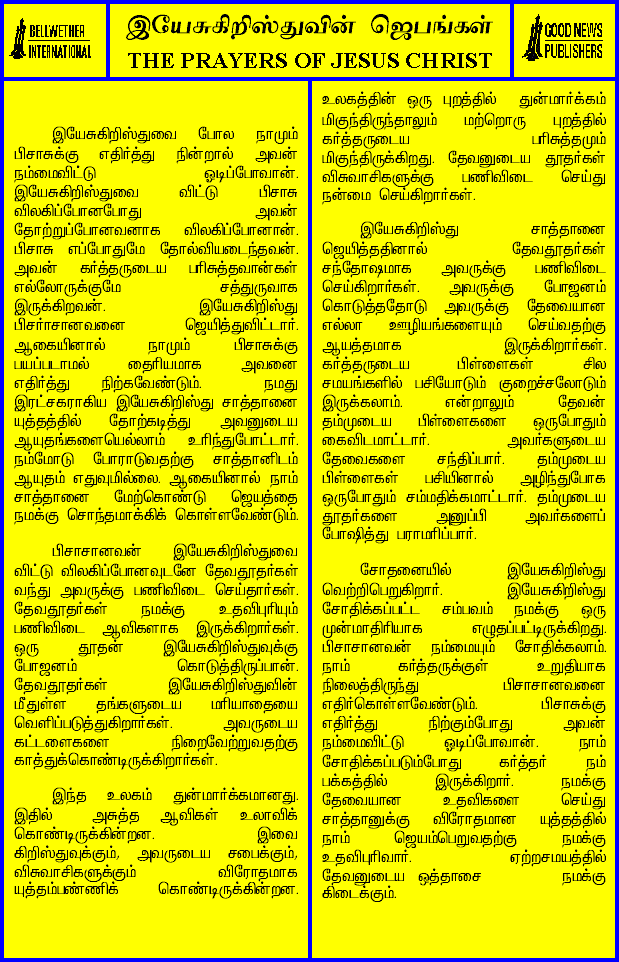 BELLWETHER
INTERNATIONAL
இயேசுகிறிஸ்துவின் ஜெபங்கள்
THE PRAYERS OF JESUS CHRIST
GOOD NEWS
PUBLISHERS
இயேசுகிறிஸ்துவை போல நாமும்
பிசாசுக்கு எதிர்த்து நின்றால் அவன்
நம்மைவிட்டு ஓடிப்போவான்.
இயேசுகிறிஸ்துவை விட்டு பிசாசு
விலகிப்போனபோது அவன்
தோற்றுப்போனவனாக விலகிப்போனான்.
பிசாசு எப்போதுமே தோல்வியடைந்தவன்.
அவன் கர்த்தருடைய பரிசுத்தவான்கள்
எல்லோருக்குமே சத்துருவாக
இருக்கிறவன். இயேசுகிறிஸ்து
பிசாசானவனை ஜெயித்துவிட்டார்.
ஆகையினால் நாமும் பிசாசுக்கு
பயப்படாமல் தைரியமாக அவனை
எதிர்த்து நிற்கவேண்டும். நமது
இரட்சகராகிய இயேசுகிறிஸ்து சாத்தானை
யுத்தத்தில் தோற்கடித்து அவனுடைய
ஆயுதங்களையெல்லாம் உரிந்துபோட்டார்.
நம்மோடு போராடுவதற்கு சாத்தானிடம்
ஆயுதம் எதுவுமில்லை. ஆகையினால் நாம்
சாத்தானை மேற்கொண்டு ஜெயத்தை
நமக்கு சொந்தமாக்கிக் கொள்ளவேண்டும்.
பிசாசானவன் இயேசுகிறிஸ்துவை
விட்டு விலகிப்போனவுடனே தேவதூதர்கள்
வந்து அவருக்கு பணிவிடை செய்தார்கள்.
தேவதூதர்கள் நமக்கு உதவிபுரியும்
பணிவிடை ஆவிகளாக இருக்கிறார்கள்.
ஒரு தூதன் இயேசுகிறிஸ்துவுக்கு
போஜனம் கொடுத்திருப்பான்.
தேவதூதர்கள் இயேசுகிறிஸ்துவின்
மீதுள்ள தங்களுடைய மரியாதையை
வெளிப்படுத்துகிறார்கள். அவருடைய
கட்டளைகளை நிறைவேற்றுவதற்கு
காத்துக்கொண்டிருக்கிறார்கள்.
இந்த உலகம் துன்மார்க்கமானது.
இதில் அசுத்த ஆவிகள் உலாவிக்
கொண்டிருக்கின்றன. இவை
கிறிஸ்துவுக்கும், அவருடைய சபைக்கும்,
விசுவாசிகளுக்கும் விரோதமாக
யுத்தம்பண்ணிக் கொண்டிருக்கின்றன.
உலகத்தின் ஒரு புறத்தில் துன்மார்க்கம்
மிகுந்திருந்தாலும் மற்றொரு புறத்தில்
கர்த்தருடைய பரிசுத்தமும்
மிகுந்திருக்கிறது. தேவனுடைய தூதர்கள்
விசுவாசிகளுக்கு பணிவிடை செய்து
நன்மை செய்கிறார்கள்.
இயேசுகிறிஸ்து சாத்தானை
ஜெயித்ததினால் தேவதூதர்கள்
சந்தோஷமாக அவருக்கு பணிவிடை
செய்கிறார்கள். அவருக்கு போஜனம்
கொடுத்ததோடு அவருக்கு தேவையான
எல்லா ஊழியங்களையும் செய்வதற்கு
ஆயத்தமாக இருக்கிறார்கள்.
கர்த்தருடைய பிள்ளைகள் சில
சமயங்களில் பசியோடும் குறைச்சலோடும்
இருக்கலாம். என்றாலும் தேவன்
தம்முடைய பிள்ளைகளை ஒருபோதும்
கைவிடமாட்டார். அவர்களுடைய
தேவைகளை சந்திப்பார். தம்முடைய
பிள்ளைகள் பசியினால் அழிந்துபோக
ஒருபோதும் சம்மதிக்கமாட்டார். தம்முடைய
தூதர்களை அனுப்பி அவர்களைப்
போஷித்து பராமரிப்பார்.
சோதனையில் இயேசுகிறிஸ்து
வெற்றிபெறுகிறார். இயேசுகிறிஸ்து
சோதிக்கப்பட்ட சம்பவம் நமக்கு ஒரு
முன்மாதிரியாக எழுதப்பட்டிருக்கிறது.
பிசாசானவன் நம்மையும் சோதிக்கலாம்.
நாம் கர்த்தருக்குள் உறுதியாக
நிலைத்திருந்து பிசாசானவனை
எதிர்கொள்ளவேண்டும். பிசாசுக்கு
எதிர்த்து நிற்கும்போது அவன்
நம்மைவிட்டு ஓடிப்போவான். நாம்
சோதிக்கப்படும்போது கர்த்தர் நம்
பக்கத்தில் இருக்கிறார். நமக்கு
தேவையான உதவிகளை செய்து
சாத்தானுக்கு விரோதமான யுத்தத்தில்
நாம் ஜெயம்பெறுவதற்கு நமக்கு
உதவிபுரிவார். ஏற்றசமயத்தில்
தேவனுடைய ஒத்தாசை நமக்கு
கிடைக்கும்.